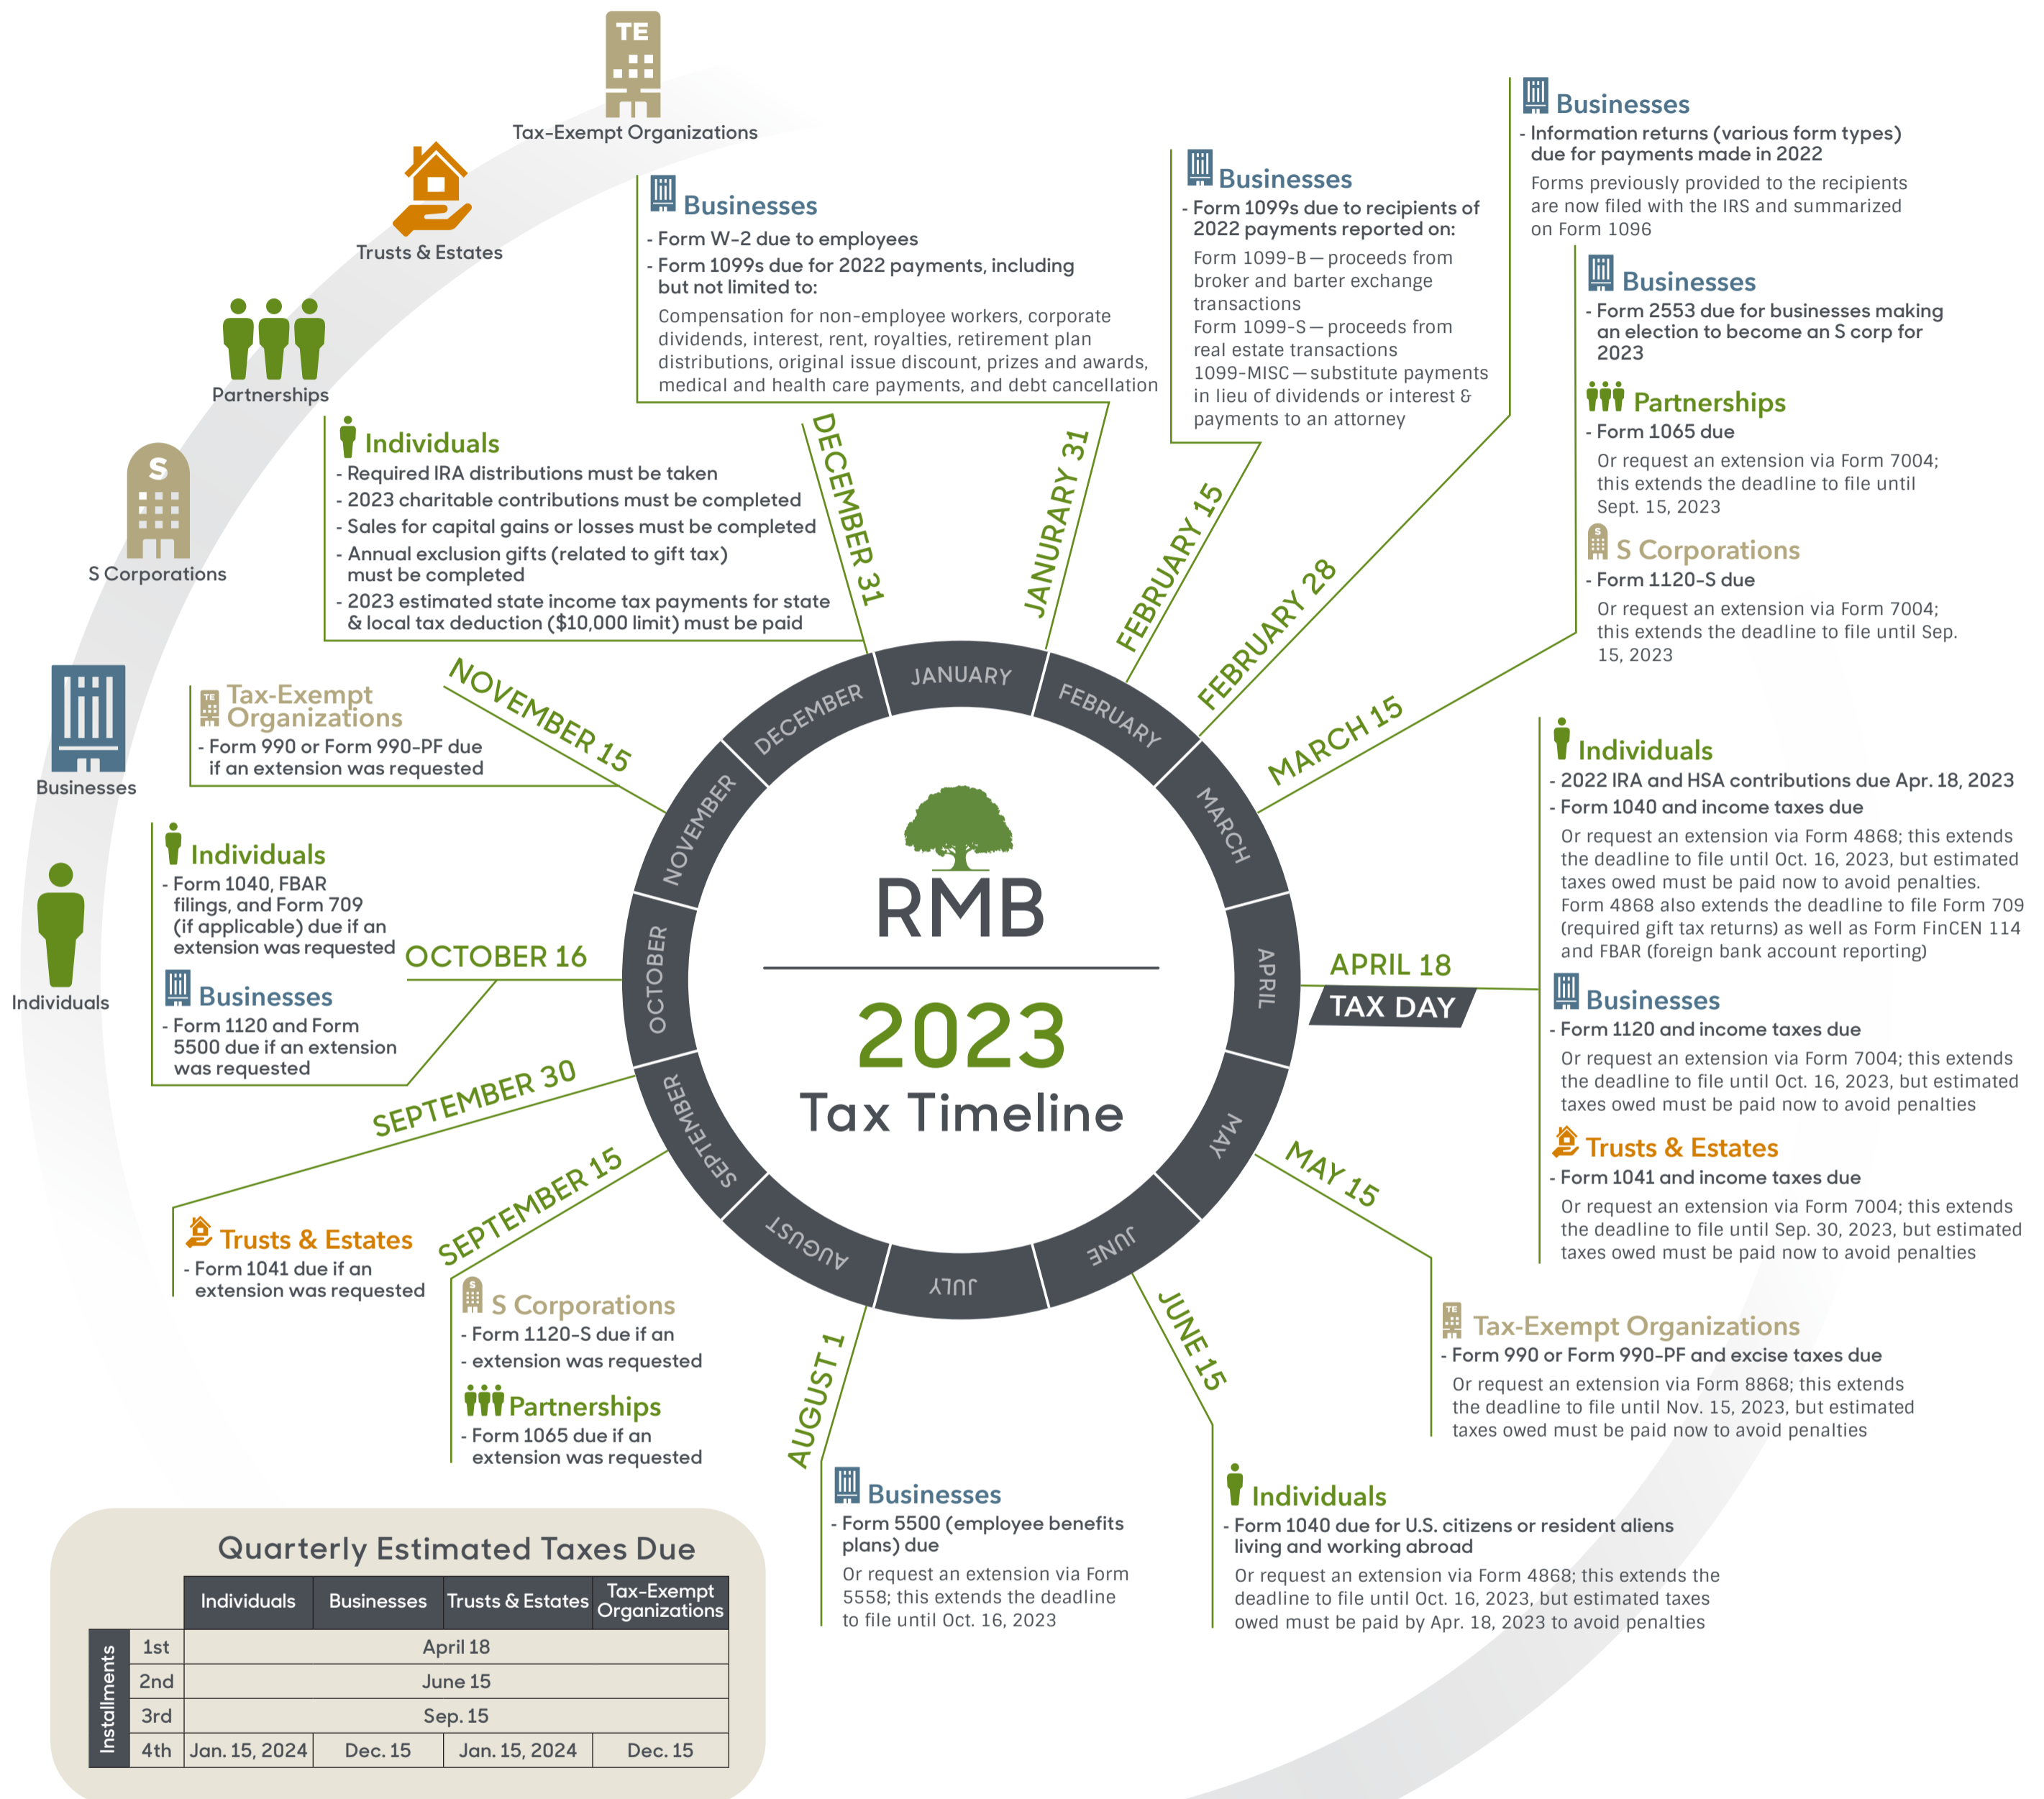 TE
Tax-Exempt Organizations
Trusts & Estates
Partnerships
S
S Corporations
Businesses
Individuals
RMB
2023
Tax Timeline
JANUARY
FEBRUARY
MARCH
APRIL
MAY
JUNE
JULY
AUGUST
SEPTEMBER
OCTOBER
NOVEMBER
DECEMBER
JANURARY 31
Businesses
- Form W-2 due to employees
- Form 1099s due for 2022 payments, including
but not limited to:
Compensation for non-employee workers, corporate
dividends, interest, rent, royalties, retirement plan
distributions, original issue discount, prizes and awards,
medical and health care payments, and debt cancellation
FEBRUARY 15
Businesses
- Form 1099s due to recipients of
2022 payments reported on:
Form 1099-B — proceeds from
broker and barter exchange
transactions
Form 1099-S — proceeds from
real estate transactions
1099-MISC — substitute payments
in lieu of dividends or interest &
payments to an attorney
FEBRUARY 28
Businesses
- Information returns (various form types)
due for payments made in 2022
Forms previously provided to the recipients
are now filed with the IRS and summarized
on Form 1096
MARCH 15
Businesses
- Form 2553 due for businesses making
an election to become an S corp for
2023
Partnerships
- Form 1065 due
Or request an extension via Form 7004;
this extends the deadline to file until
Sept. 15, 2023
S
S Corporations
- Form 1120-S due
Or request an extension via Form 7004;
this extends the deadline to file until Sep.
15, 2023
APRIL 18
TAX DAY
Individuals
- 2022 IRA and HSA contributions due Apr. 18, 2023
- Form 1040 and income taxes due
Or request an extension via Form 4868; this extends
the deadline to file until Oct. 16, 2023, but estimated
taxes owed must be paid now to avoid penalties.
Form 4868 also extends the deadline to file Form 709
(required gift tax returns) as well as Form FinCEN 114
and FBAR (foreign bank account reporting)
Businesses
- Form 1120 and income taxes due
Or request an extension via Form 7004; this extends
the deadline to file until Oct. 16, 2023, but estimated
taxes owed must be paid now to avoid penalties
Trusts & Estates
- Form 1041 and income taxes due
Or request an extension via Form 7004; this extends
the deadline to file until Sep. 30, 2023, but estimated
taxes owed must be paid now to avoid penalties
MAY 15
TE
Tax-Exempt Organizations
- Form 990 or Form 990-PF and excise taxes due
Or request an extension via Form 8868; this extends
the deadline to file until Nov. 15, 2023, but estimated
taxes owed must be paid now to avoid penalties
JUNE 15
Individuals
- Form 1040 due for U.S. citizens or resident aliens
living and working abroad
Or request an extension via Form 4868; this extends the
deadline to file until Oct. 16, 2023, but estimated taxes
owed must be paid by Apr. 18, 2023 to avoid penalties
AUGUST 1
Businesses
- Form 5500 (employee benefits
plans) due
Or request an extension via Form
5558; this extends the deadline
to file until Oct. 16, 2023
SEPTEMBER 15
S
S Corporations
- Form 1120-S due if an
- extension was requested
Partnerships
- Form 1065 due if an
extension was requested
SEPTEMBER 30
Trusts & Estates
- Form 1041 due if an
extension was requested
OCTOBER 16
Individuals
- Form 1040, FBAR
filings, and Form 709
(if applicable) due if an
extension was requested
Businesses
- Form 1120 and Form
5500 due if an extension
was requested
NOVEMBER 15
TE
Tax-Exempt
Organizations
- Form 990 or Form 990-PF due
if an extension was requested
DECEMBER 31
Individuals
- Required IRA distributions must be taken
- 2023 charitable contributions must be completed
- Sales for capital gains or losses must be completed
- Annual exclusion gifts (related to gift tax)
must be completed
- 2023 estimated state income tax payments for state
& local tax deduction ($10,000 limit) must be paid
Quarterly Estimated Taxes Due
Individuals Businesses Trusts & Estates Tax-Exempt Organizations
Installments
1st April 18
2nd June 15
3rd Sep. 15
4th Jan. 15, 2024 Dec. 15 Jan. 15, 2024 Dec. 15